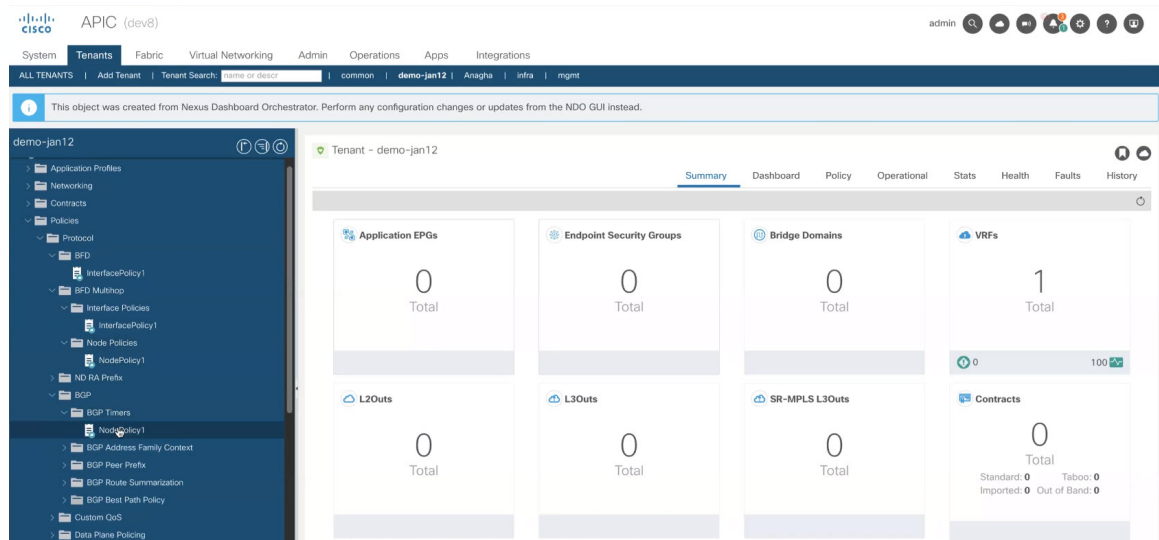 CISCO
APIC (dev8)
admin
System Tenants Fabric Virtual Networking Admin Operations Apps Integrations
ALL TENANTS | Add Tenant | Tenant Search: name or descr | common | demo-jan12 | Anagha | infra | mgmt
This object was created from Nexus Dashboard Orchestrator. Perform any configuration changes or updates from the NDO GUI instead.
demo-jan12
Application Profiles
Networking
Contracts
Policies
Protocol
BFD
InterfacePolicy1
BFD Multihop
Interface Policies
InterfacePolicy1
Node Policies
NodePolicy1
ND RA Prefix
BGP
BGP Timers
NodePolicy1
BGP Address Family Context
BGP Peer Prefix
BGP Route Summarization
BGP Best Path Policy
Custom QoS
Data Plane Policing
Tenant - demo-jan12
Summary Dashboard Policy Operational Stats Health Faults History
Application EPGs
0
Total
Endpoint Security Groups
0
Total
Bridge Domains
0
Total
VRFs
1
Total
0 100
L2Outs
0
Total
L3Outs
0
Total
SR-MPLS L3Outs
0
Total
Contracts
0
Total
Standard: 0 Taboo: 0
Imported: 0 Out of Band: 0